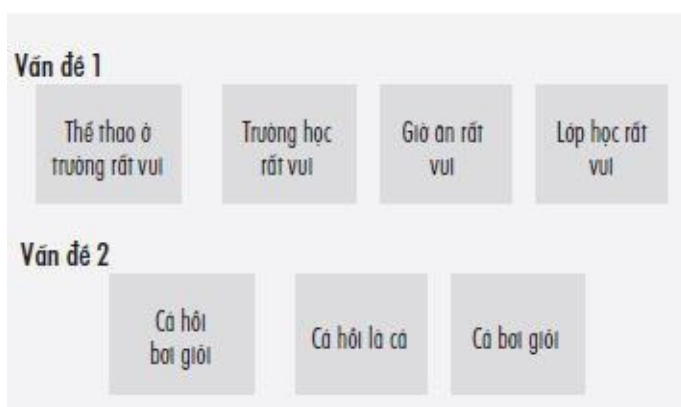 Vấn đề 1
Thể thao ở
trường rất vui
Trường học
rất vui
Giờ ăn rất
vui
Lớp học rất
vui
Vấn đề 2
Cá hồi
bơi giỏi
Cá hồi là cá
Cá bơi giỏi